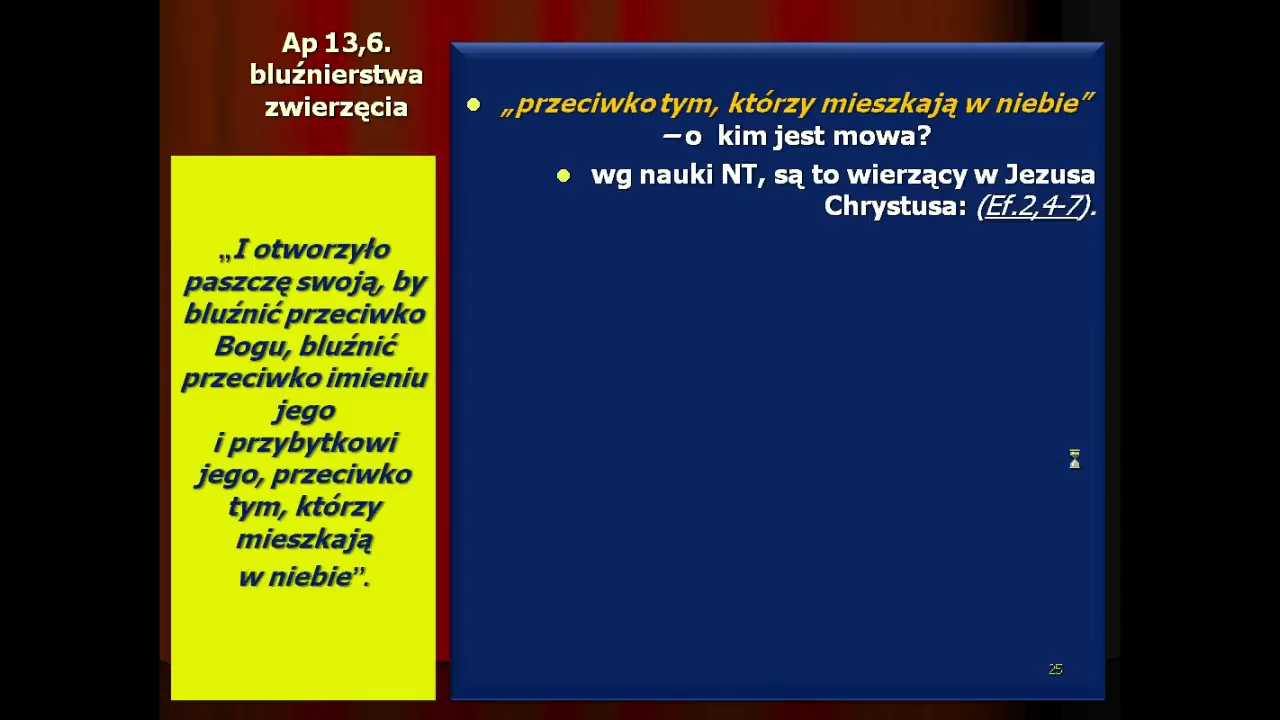 Ap 13,6.
bluźnierstwa
zwierzęcia
„I otworzyło
paszczę swoją, by
bluźnić przeciwko
Bogu, bluźnić
przeciwko imieniu
jego
i przybytkowi
jego, przeciwko
tym, którzy
mieszkają
w niebie”.
„przeciwko tym, którzy mieszkają w niebie”
– o kim jest mowa?
wg nauki NT, są to wierzący w Jezusa
Chrystusa: (Ef.2,4-7).
25